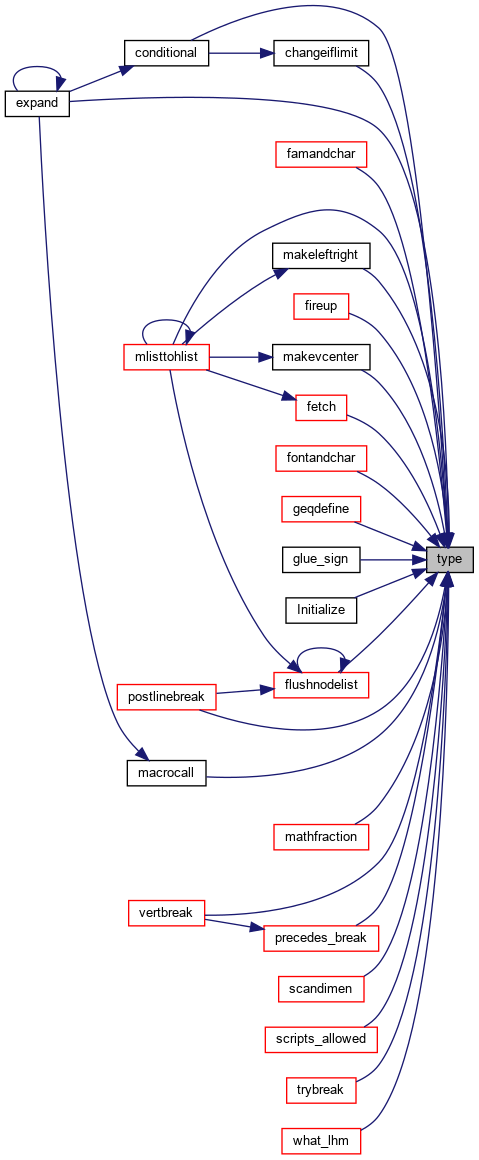 conditional
changeiflimit
expand
famandchar
makeleftright
fireup
mlisttohlist
makevcenter
fetch
fontandchar
geqdefine
glue_sign
type
Initialize
flushnodelist
postlinebreak
macrocall
mathfraction
vertbreak
precedes_break
scandimen
scripts_allowed
trybreak
what_lhm